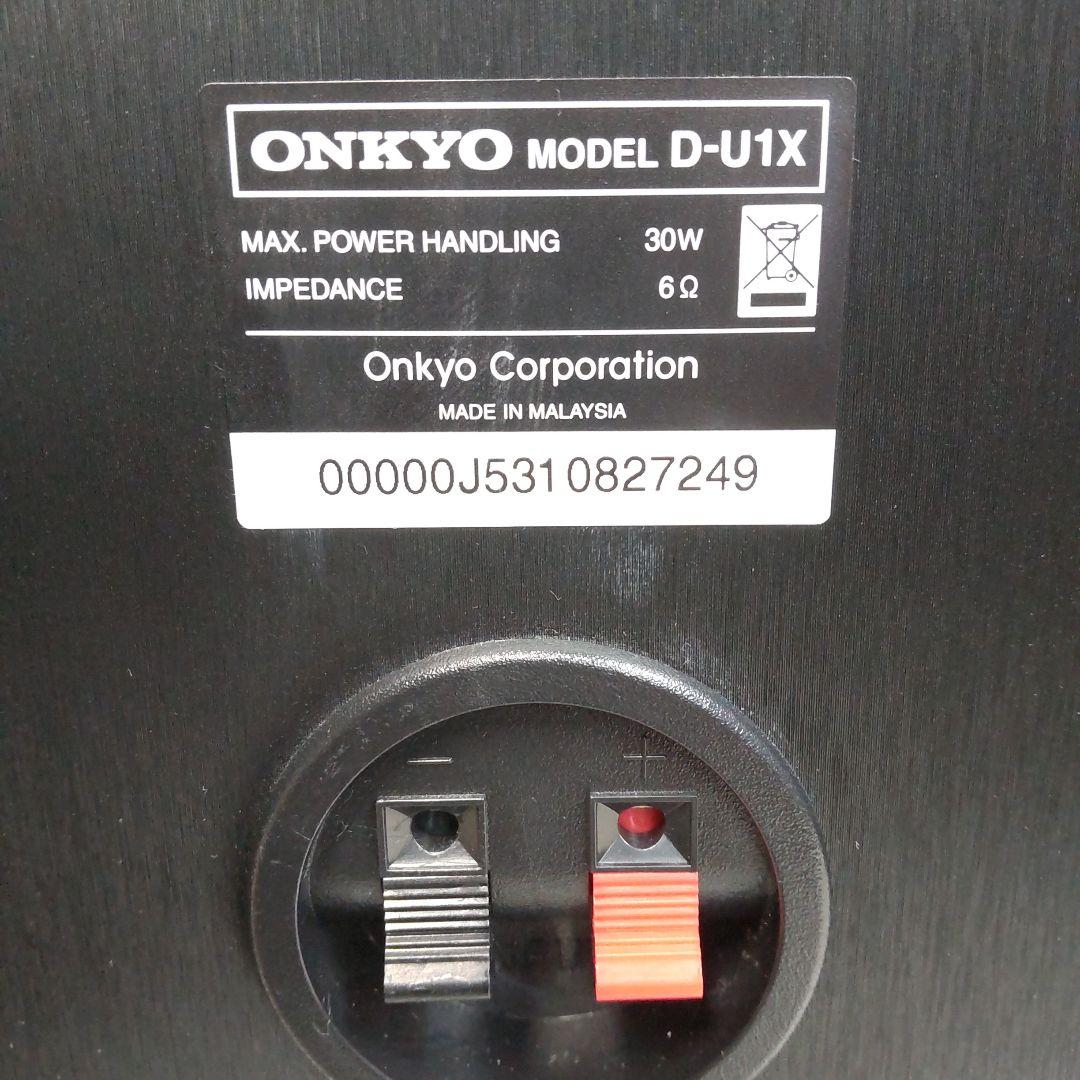 ONKYO MODEL D-U1X
MAX. POWER HANDLING 30W
IMPEDANCE 6Ω
Onkyo Corporation
MADE IN MALAYSIA
00000J5310827249
− +